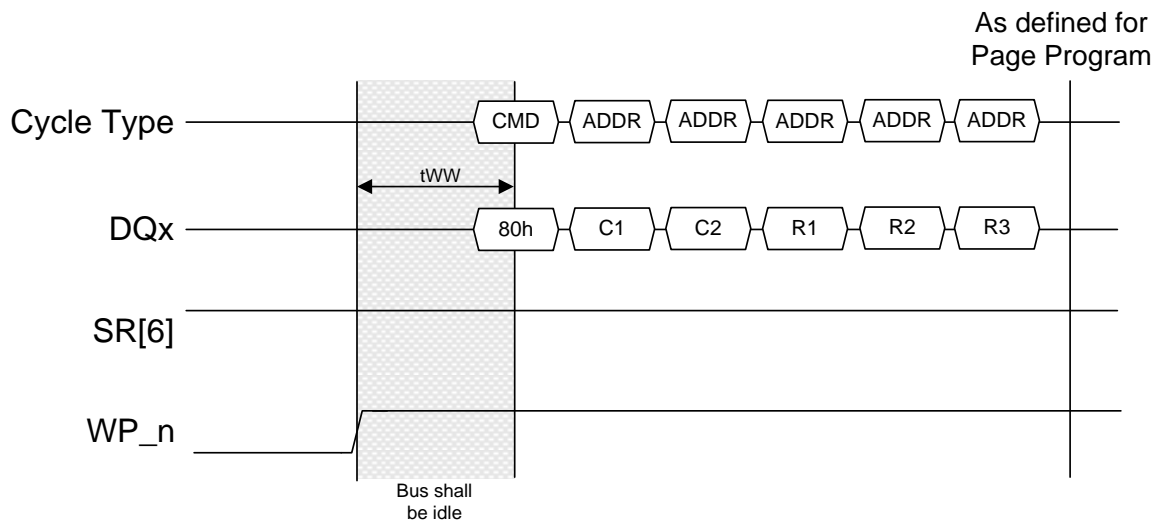 As defined for
Page Program
Cycle Type
CMD ADDR ADDR ADDR ADDR ADDR
tWW
DQx
80h C1 C2 R1 R2 R3
SR[6]
WP_n
Bus shall
be idle